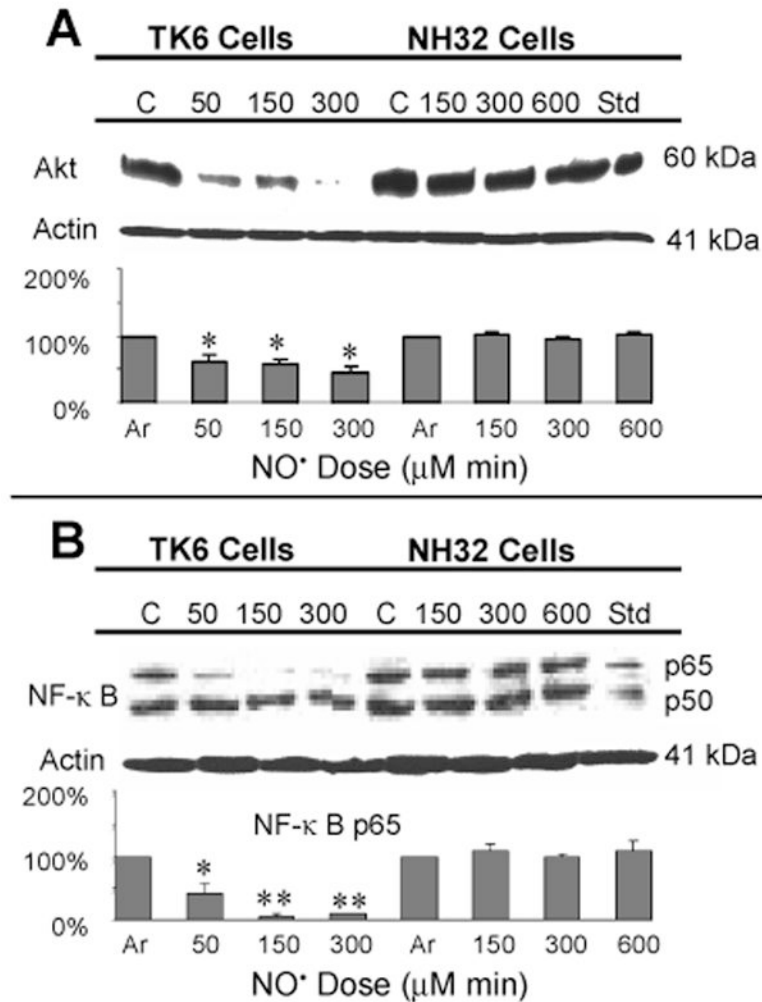 A
TK6 Cells NH32 Cells
C 50 150 300 C 150 300 600 Std
Akt 60 kDa
Actin 41 kDa
200%
100% * * *
0%
Ar 50 150 300 Ar 150 300 600
NO• Dose (µM min)
B
TK6 Cells NH32 Cells
C 50 150 300 C 150 300 600 Std
p65
NF-κ B p50
Actin 41 kDa
200%
NF-κ B p65
100% * ** **
0%
Ar 50 150 300 Ar 150 300 600
NO• Dose (µM min)